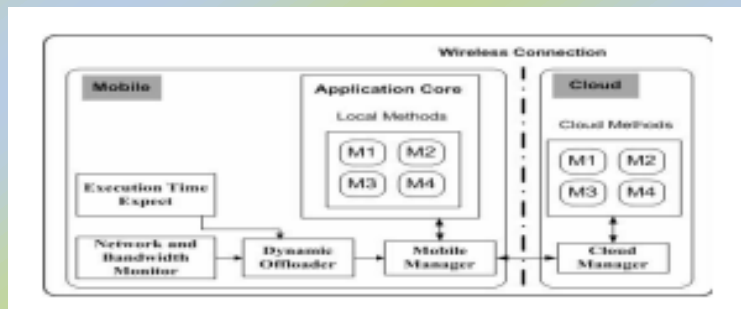 Wireless Connection
Mobile
Application Core
Local Methods
M1 M2
M3 M4
Cloud
Cloud Methods
M1 M2
M3 M4
Execution Time
Expect
Network and
Bandwidth
Monitor
Dynamic
Offloader
Mobile
Manager
Cloud
Manager